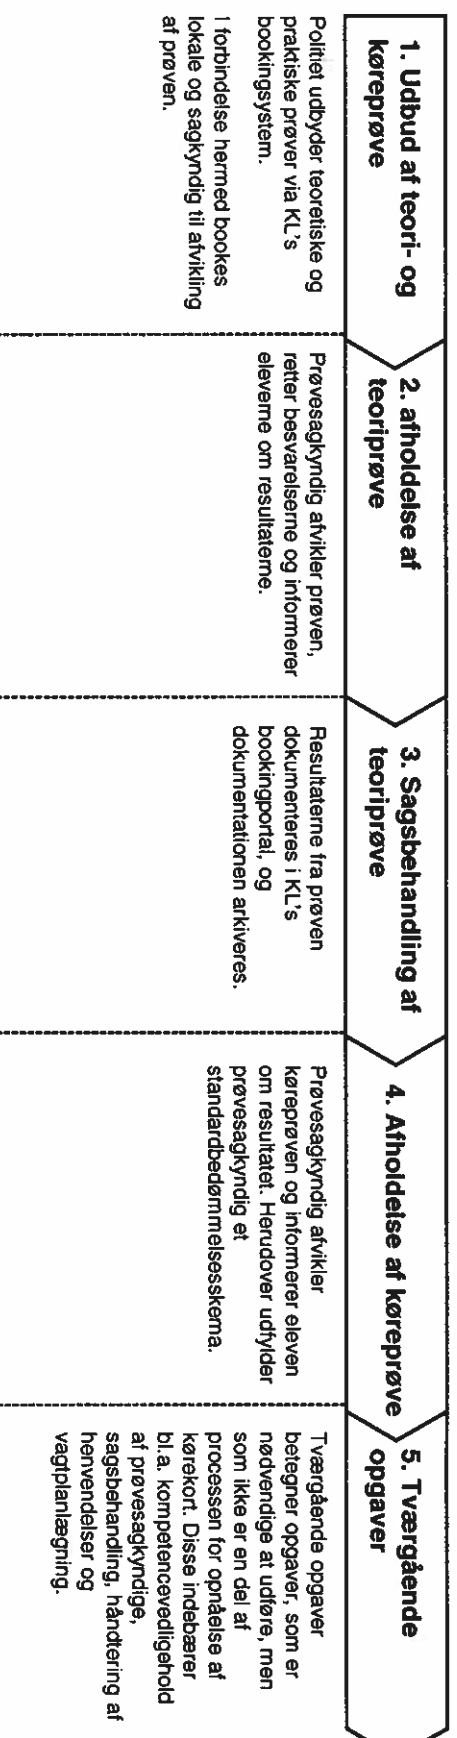 1. Udbud af teori- og
køreprøve
Politiet udbyder teoretiske og
praktiske prøver via KL's
bookingsystem.
I forbindelse hermed bookes
lokale og sagkyndig til afvikling
af prøven.
2. afholdelse af
teoriprøve
Prøvesagkyndig afvikler prøven,
retter besvarelserne og informerer
eleverne om resultaterne.
3. Sagsbehandling af
teoriprøve
Resultaterne fra prøven
dokumenteres i KL's
bookingportal, og
dokumentationen arkiveres.
4. Afholdelse af køreprøve
Prøvesagkyndig afvikler
køreprøven og informerer eleven
om resultatet. Herudover udfylder
prøvesagkyndig et
standardbedømmelsesskema.
5. Tværgående
opgaver
Tværgående opgaver
betegner opgaver, som er
nødvendige at udføre, men
som ikke er en del af
processen for opnåelse af
kørekort. Disse indebærer
bl.a. kompetencevedligehold
af prøvesagkyndige,
sagsbehandling, håndtering af
henvendelser og
vagtplanlægning.